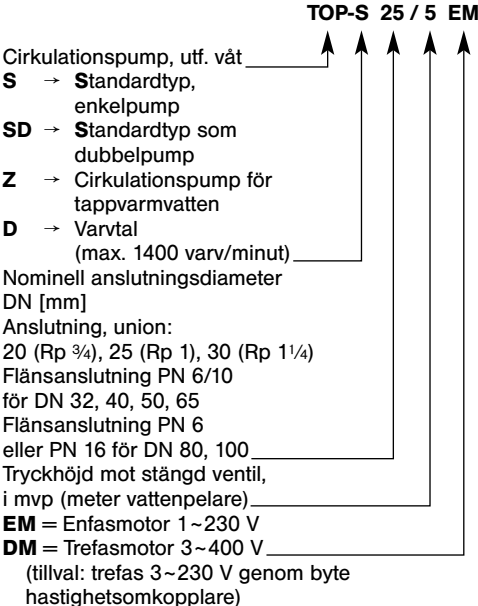 TOP-S 25 / 5 EM
Cirkulationspump, utf. våt
S → Standardtyp,
enkelpump
SD → Standardtyp som
dubbelpump
Z → Cirkulationspump för
tappvarmvatten
D → Varvtal
(max. 1400 varv/minut)
Nominell anslutningsdiameter
DN [mm]
Anslutning, union:
20 (Rp ¾), 25 (Rp 1), 30 (Rp 1¼)
Flänsanslutning PN 6/10
för DN 32, 40, 50, 65
Flänsanslutning PN 6
eller PN 16 för DN 80, 100
Tryckhöjd mot stängd ventil,
i mvp (meter vattenpelare)
EM = Enfasmotor 1~230 V
DM = Trefasmotor 3~400 V
(tillval: trefas 3~230 V genom byte
hastighetsomkopplare)